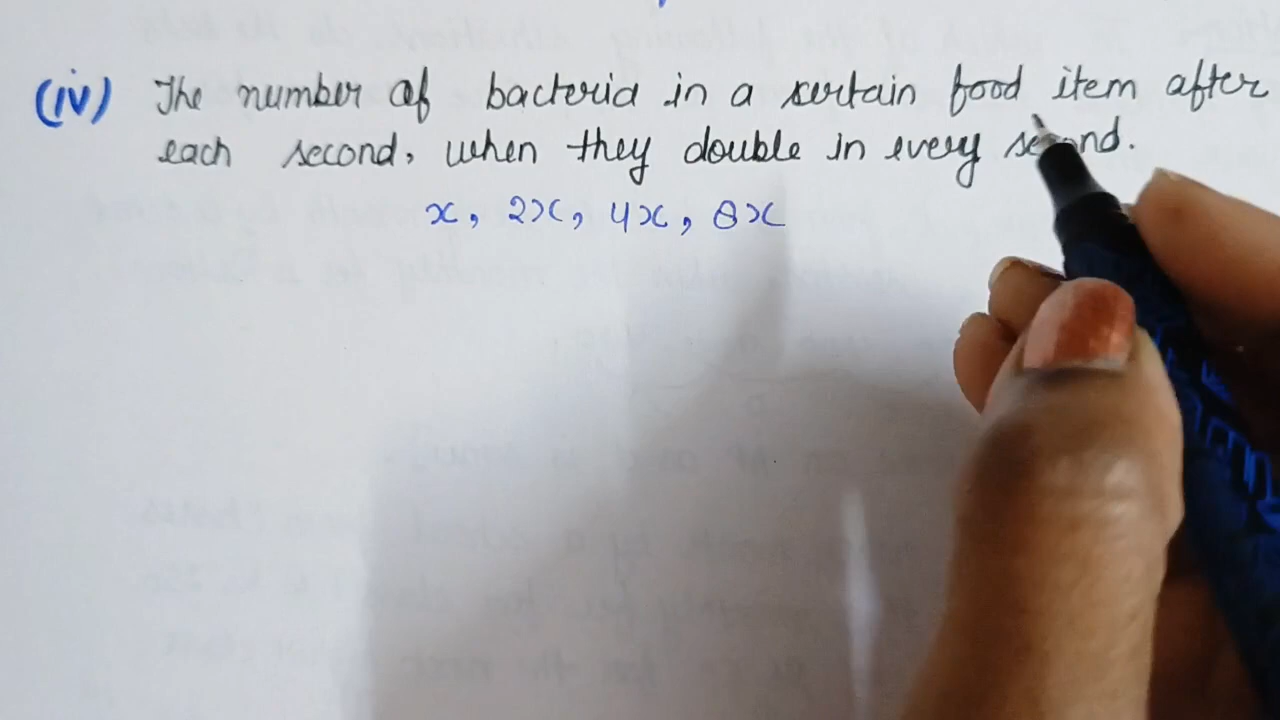 (iv) The number of bacteria in a certain food item after
each second, when they double in every second.
x, 2x, 4x, 8x